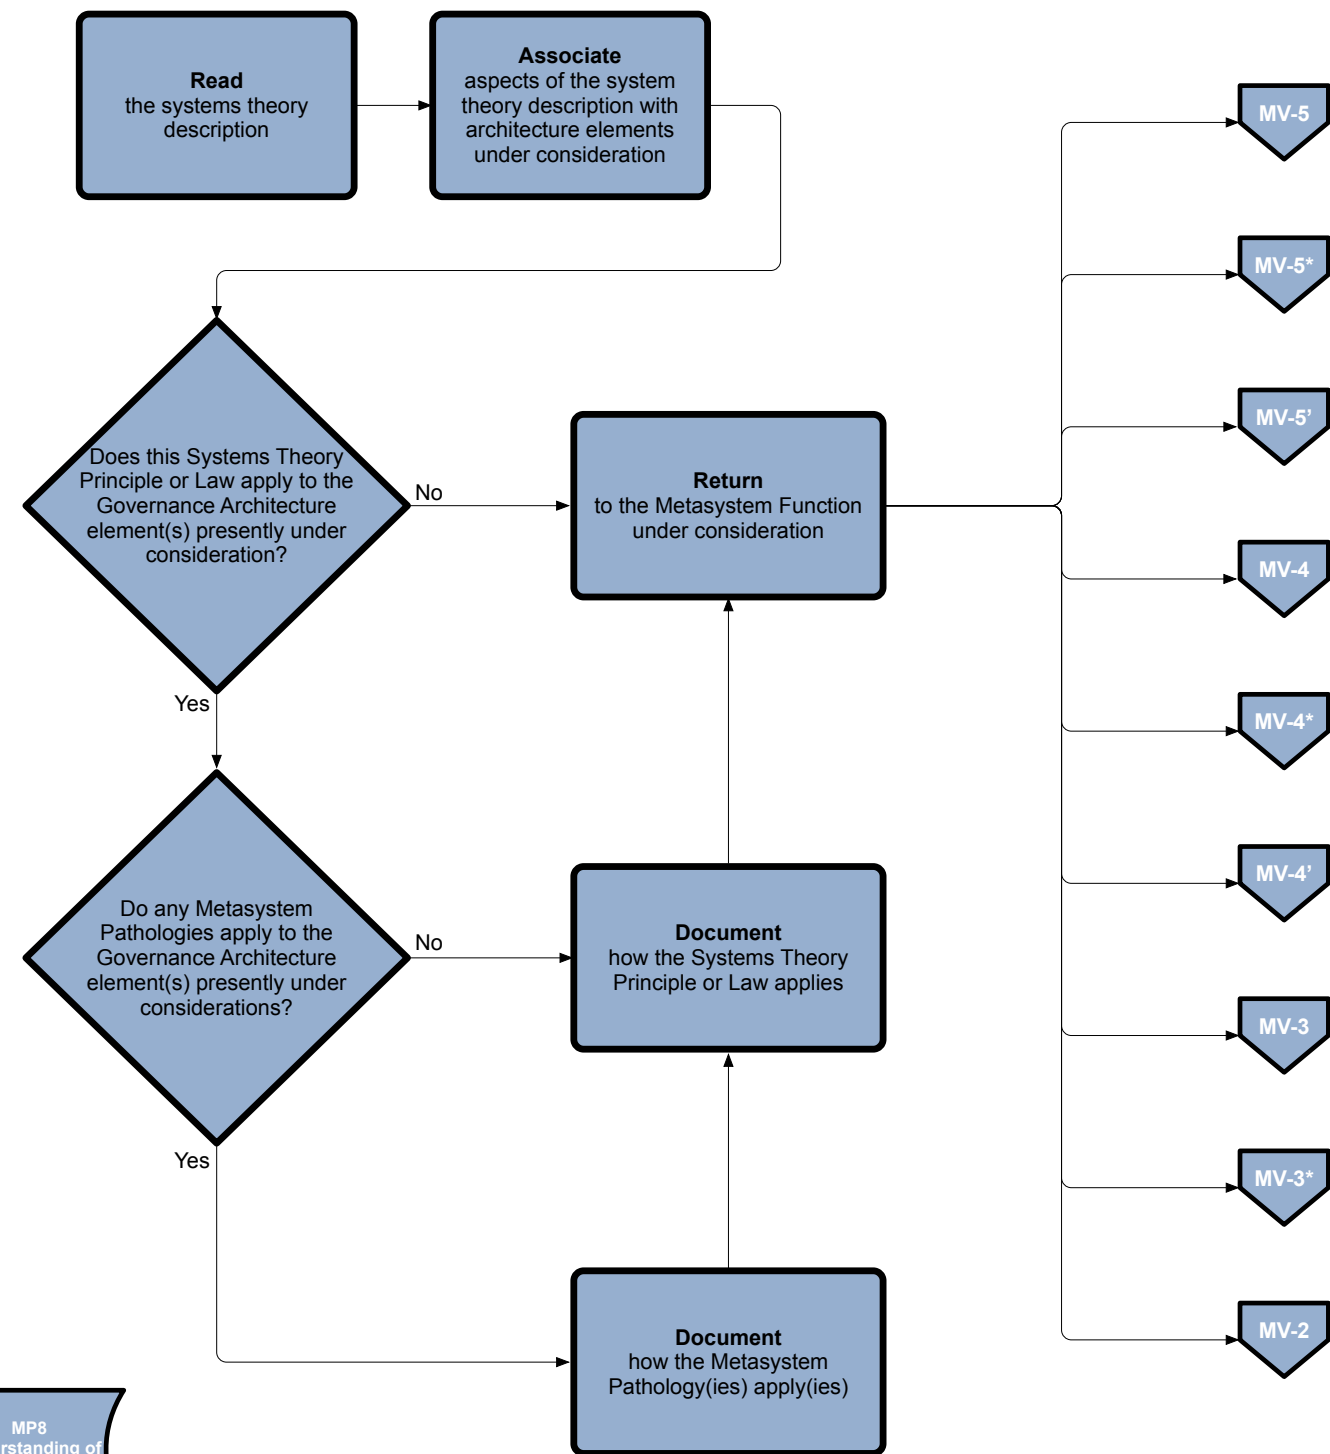 Read
the systems theory
description
Associate
aspects of the system
theory description with
architecture elements
under consideration
MV-5
MV-5*
MV-5’
MV-4
MV-4*
MV-4’
MV-3
MV-3*
MV-2
Does this Systems Theory
Principle or Law apply to the
Governance Architecture
element(s) presently under
consideration?
No
Yes
Return
to the Metasystem Function
under consideration
Do any Metasystem
Pathologies apply to the
Governance Architecture
element(s) presently under
considerations?
No
Yes
Document
how the Systems Theory
Principle or Law applies
Document
how the Metasystem
Pathology(ies) apply(ies)
MP8
of